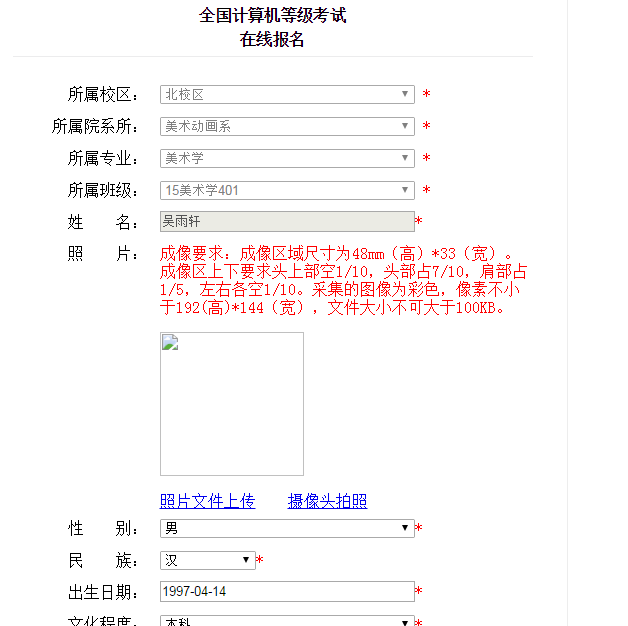 全国计算机等级考试
在线报名
所属校区： 北校区 *
所属院系所： 美术动画系 *
所属专业： 美术学 *
所属班级： 15美术学401 *
姓 名： 吴雨轩 *
照 片： 成像要求：成像区域尺寸为48mm（高）*33（宽）。
成像区上下要求头上部空1/10，头部占7/10，肩部占
1/5，左右各空1/10。采集的图像为彩色，像素不小
于192(高)*144（宽），文件大小不可大于100KB。
照片文件上传 摄像头拍照
性 别： 男 *
民 族： 汉 *
出生日期： 1997-04-14 *
文化程度： 本科 *